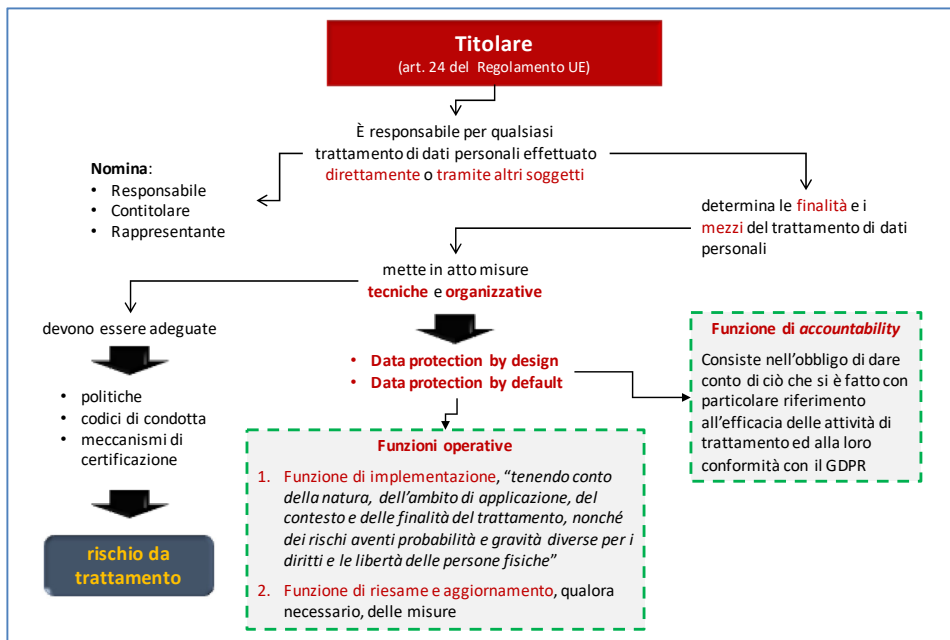 Titolare
(art. 24 del Regolamento UE)
È responsabile per qualsiasi
trattamento di dati personali effettuato
direttamente o tramite altri soggetti
Nomina:
• Responsabile
• Contitolare
• Rappresentante
determina le finalità e i
mezzi del trattamento di dati
personali
mette in atto misure
tecniche e organizzative
devono essere adeguate
• politiche
• codici di condotta
• meccanismi di
certificazione
rischio da
trattamento
• Data protection by design
• Data protection by default
Funzione di accountability
Consiste nell’obbligo di dare
conto di ciò che si è fatto con
particolare riferimento
all’efficacia delle attività di
trattamento ed alla loro
conformità con il GDPR
Funzioni operative
1. Funzione di implementazione, “tenendo conto
della natura, dell’ambito di applicazione, del
contesto e delle finalità del trattamento, nonché
dei rischi aventi probabilità e gravità diverse per i
diritti e le libertà delle persone fisiche”
2. Funzione di riesame e aggiornamento, qualora
necessario, delle misure